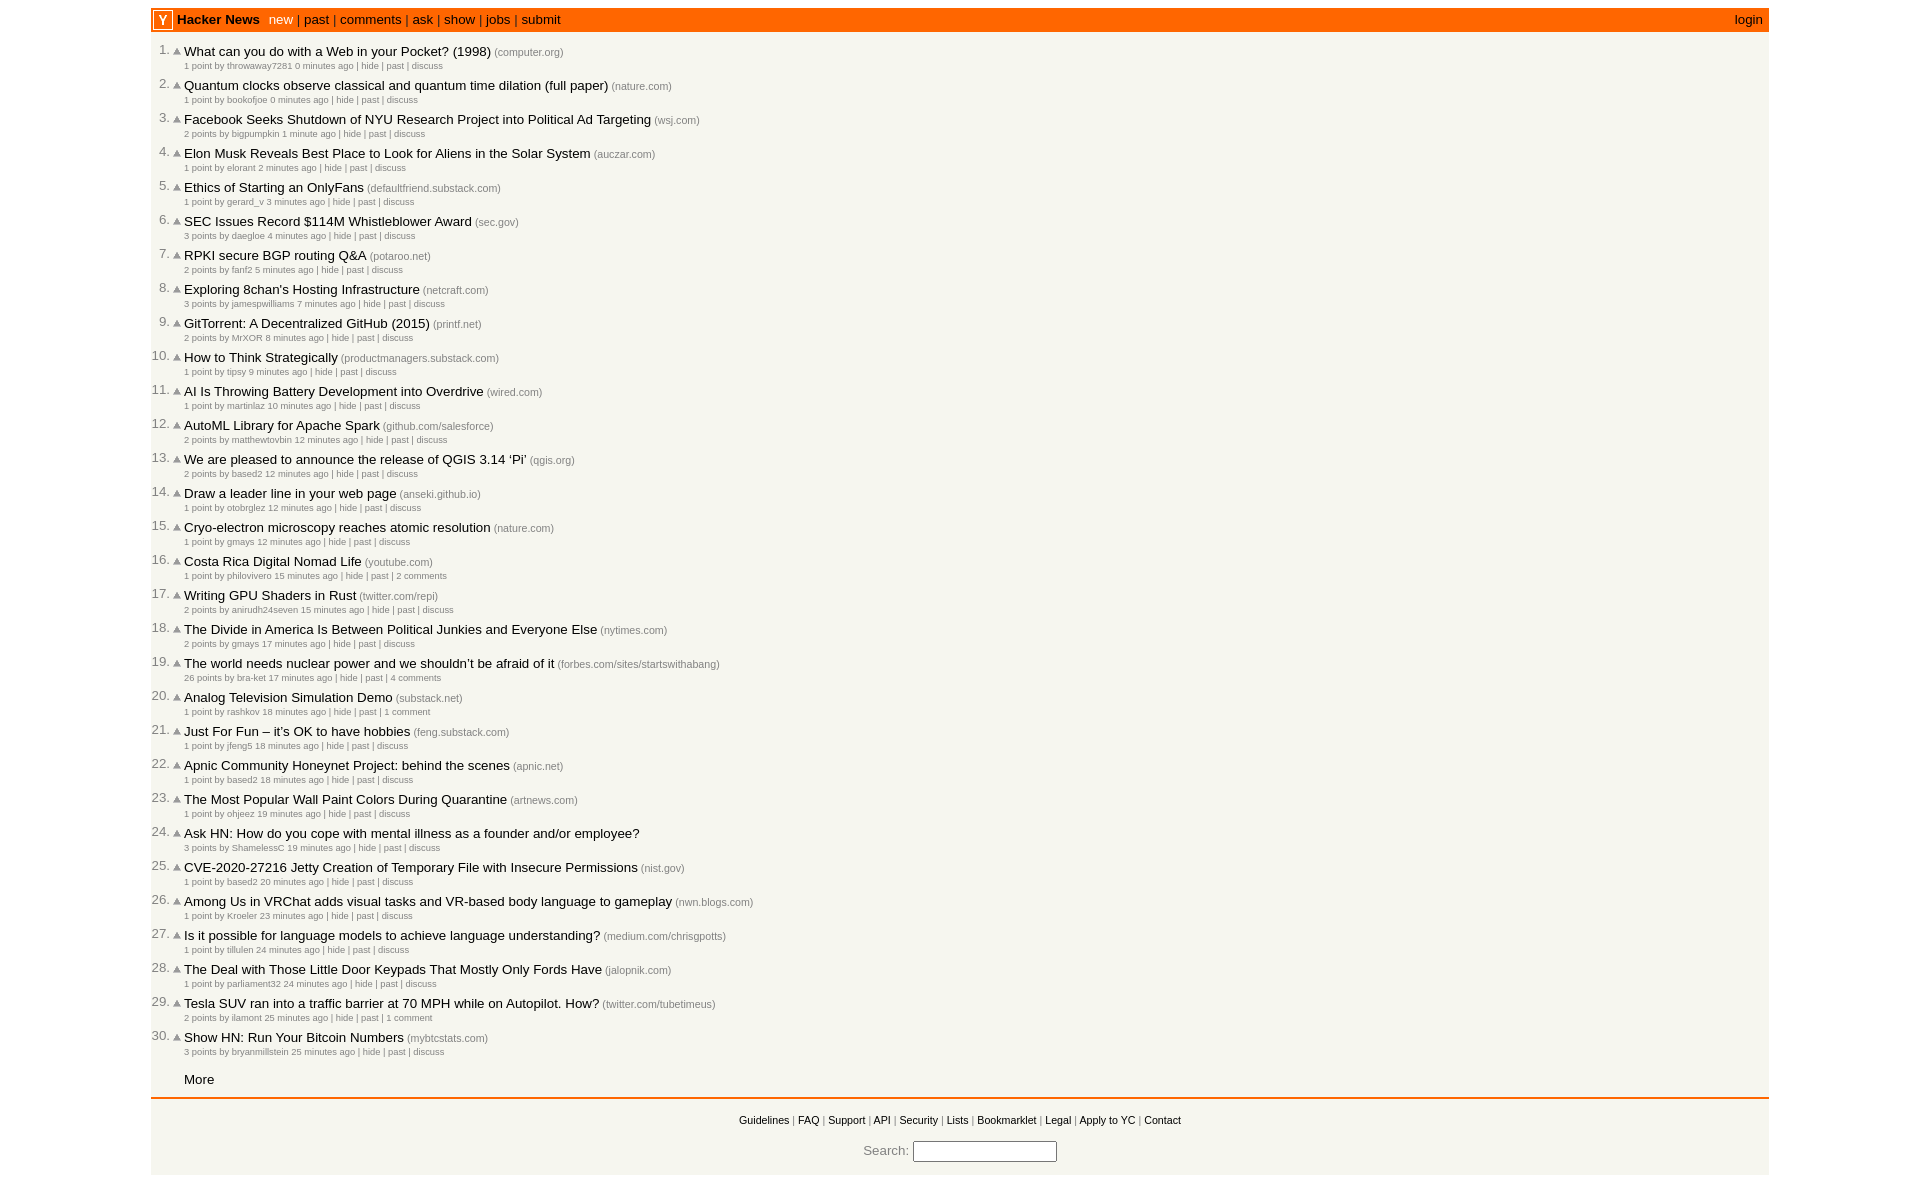 Y Hacker News new | past | comments | ask | show | jobs | submit login
1. What can you do with a Web in your Pocket? (1998) (computer.org)
1 point by throwaway7281 0 minutes ago | hide | past | discuss
2. Quantum clocks observe classical and quantum time dilation (full paper) (nature.com)
1 point by bookofjoe 0 minutes ago | hide | past | discuss
3. Facebook Seeks Shutdown of NYU Research Project into Political Ad Targeting (wsj.com)
2 points by bigpumpkin 1 minute ago | hide | past | discuss
4. Elon Musk Reveals Best Place to Look for Aliens in the Solar System (auczar.com)
1 point by elorant 2 minutes ago | hide | past | discuss
5. Ethics of Starting an OnlyFans (defaultfriend.substack.com)
1 point by gerard_v 3 minutes ago | hide | past | discuss
6. SEC Issues Record $114M Whistleblower Award (sec.gov)
3 points by daegloe 4 minutes ago | hide | past | discuss
7. RPKI secure BGP routing Q&A (potaroo.net)
2 points by fanf2 5 minutes ago | hide | past | discuss
8. Exploring 8chan's Hosting Infrastructure (netcraft.com)
3 points by jamespwilliams 7 minutes ago | hide | past | discuss
9. GitTorrent: A Decentralized GitHub (2015) (printf.net)
2 points by MrXOR 8 minutes ago | hide | past | discuss
10. How to Think Strategically (productmanagers.substack.com)
1 point by tipsy 9 minutes ago | hide | past | discuss
11. AI Is Throwing Battery Development into Overdrive (wired.com)
1 point by martinlaz 10 minutes ago | hide | past | discuss
12. AutoML Library for Apache Spark (github.com/salesforce)
2 points by matthewtovbin 12 minutes ago | hide | past | discuss
13. We are pleased to announce the release of QGIS 3.14 ‘Pi’ (qgis.org)
2 points by based2 12 minutes ago | hide | past | discuss
14. Draw a leader line in your web page (anseki.github.io)
1 point by otobrglez 12 minutes ago | hide | past | discuss
15. Cryo-electron microscopy reaches atomic resolution (nature.com)
1 point by gmays 12 minutes ago | hide | past | discuss
16. Costa Rica Digital Nomad Life (youtube.com)
1 point by philovivero 15 minutes ago | hide | past | 2 comments
17. Writing GPU Shaders in Rust (twitter.com/repi)
2 points by anirudh24seven 15 minutes ago | hide | past | discuss
18. The Divide in America Is Between Political Junkies and Everyone Else (nytimes.com)
2 points by gmays 17 minutes ago | hide | past | discuss
19. The world needs nuclear power and we shouldn’t be afraid of it (forbes.com/sites/startswithabang)
26 points by bra-ket 17 minutes ago | hide | past | 4 comments
20. Analog Television Simulation Demo (substack.net)
1 point by rashkov 18 minutes ago | hide | past | 1 comment
21. Just For Fun – it’s OK to have hobbies (feng.substack.com)
1 point by jfeng5 18 minutes ago | hide | past | discuss
22. Apnic Community Honeynet Project: behind the scenes (apnic.net)
1 point by based2 18 minutes ago | hide | past | discuss
23. The Most Popular Wall Paint Colors During Quarantine (artnews.com)
1 point by ohjeez 19 minutes ago | hide | past | discuss
24. Ask HN: How do you cope with mental illness as a founder and/or employee?
3 points by ShamelessC 19 minutes ago | hide | past | discuss
25. CVE-2020-27216 Jetty Creation of Temporary File with Insecure Permissions (nist.gov)
1 point by based2 20 minutes ago | hide | past | discuss
26. Among Us in VRChat adds visual tasks and VR-based body language to gameplay (nwn.blogs.com)
1 point by Kroeler 23 minutes ago | hide | past | discuss
27. Is it possible for language models to achieve language understanding? (medium.com/chrisgpotts)
1 point by tillulen 24 minutes ago | hide | past | discuss
28. The Deal with Those Little Door Keypads That Mostly Only Fords Have (jalopnik.com)
1 point by parliament32 24 minutes ago | hide | past | discuss
29. Tesla SUV ran into a traffic barrier at 70 MPH while on Autopilot. How? (twitter.com/tubetimeus)
2 points by ilamont 25 minutes ago | hide | past | 1 comment
30. Show HN: Run Your Bitcoin Numbers (mybtcstats.com)
3 points by bryanmillstein 25 minutes ago | hide | past | discuss
More
Guidelines | FAQ | Support | API | Security | Lists | Bookmarklet | Legal | Apply to YC | Contact
Search: